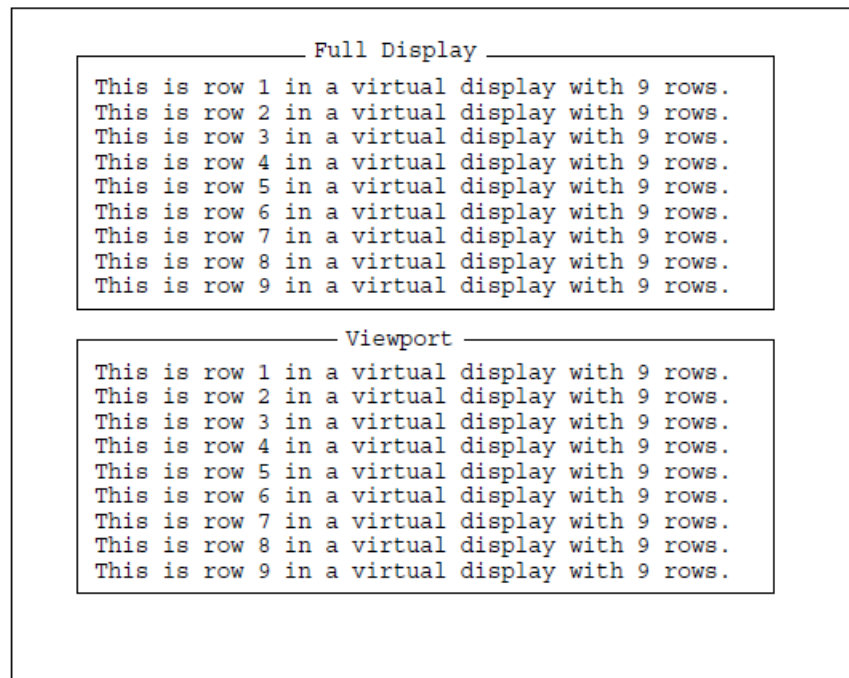 Full Display
This is row 1 in a virtual display with 9 rows.
This is row 2 in a virtual display with 9 rows.
This is row 3 in a virtual display with 9 rows.
This is row 4 in a virtual display with 9 rows.
This is row 5 in a virtual display with 9 rows.
This is row 6 in a virtual display with 9 rows.
This is row 7 in a virtual display with 9 rows.
This is row 8 in a virtual display with 9 rows.
This is row 9 in a virtual display with 9 rows.
Viewport
This is row 1 in a virtual display with 9 rows.
This is row 2 in a virtual display with 9 rows.
This is row 3 in a virtual display with 9 rows.
This is row 4 in a virtual display with 9 rows.
This is row 5 in a virtual display with 9 rows.
This is row 6 in a virtual display with 9 rows.
This is row 7 in a virtual display with 9 rows.
This is row 8 in a virtual display with 9 rows.
This is row 9 in a virtual display with 9 rows.